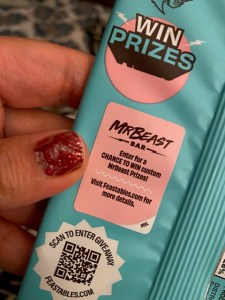 WIN
PRIZES
MRBEAST
BAR
Enter for a
CHANCE TO WIN custom
MrBeast Prizes!
Visit Feastables.com for
more details.
SCAN TO ENTER GIVEAWAY
FEASTABLES.COM